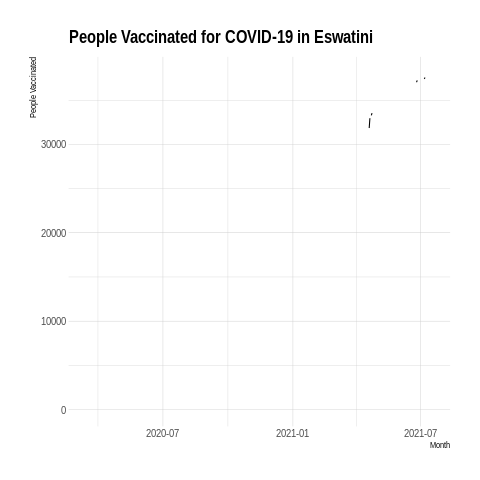 People Vaccinated for COVID-19 in Eswatini
People Vaccinated
30000
20000
10000
0
2020-07
2021-01
2021-07
Month